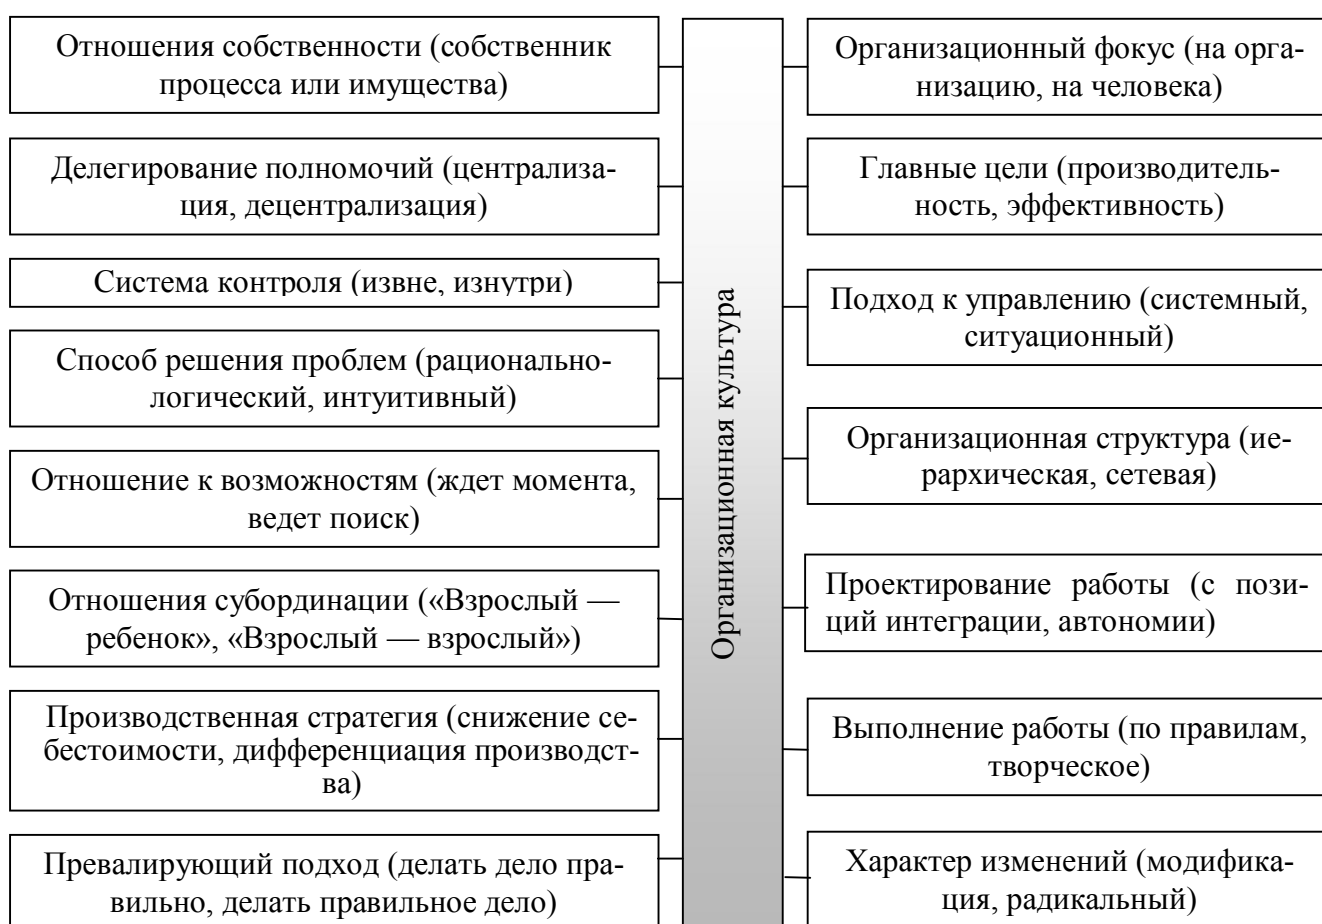 Отношения собственности (собственник
процесса или имущества)
Делегирование полномочий (централиза-
ция, децентрализация)
Система контроля (извне, изнутри)
Способ решения проблем (рационально-
логический, интуитивный)
Отношение к возможностям (ждет момента,
ведет поиск)
Отношения субординации («Взрослый —
ребенок», «Взрослый — взрослый»)
Производственная стратегия (снижение се-
бестоимости, дифференциация производст-
ва)
Превалирующий подход (делать дело пра-
вильно, делать правильное дело)
Организационная культура
Организационный фокус (на орга-
низацию, на человека)
Главные цели (производитель-
ность, эффективность)
Подход к управлению (системный,
ситуационный)
Организационная структура (ие-
рархическая, сетевая)
Проектирование работы (с пози-
ций интеграции, автономии)
Выполнение работы (по правилам,
творческое)
Характер изменений (модифика-
ция, радикальный)